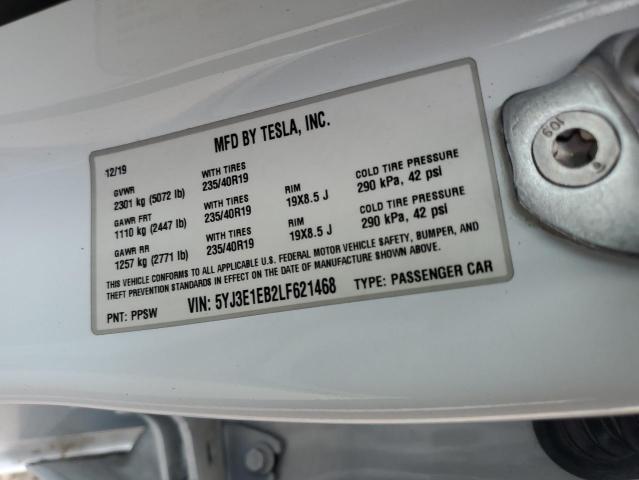 MFD BY TESLA, INC.
12/19
GVWR WITH TIRES RIM COLD TIRE PRESSURE
2301 kg (5072 lb) 235/40R19 19X8.5 J 290 kPa, 42 psi
GAWR FRT WITH TIRES RIM COLD TIRE PRESSURE
1110 kg (2447 lb) 235/40R19 19X8.5 J 290 kPa, 42 psi
GAWR RR WITH TIRES
1257 kg (2771 lb) 235/40R19
THIS VEHICLE CONFORMS TO ALL APPLICABLE U.S. FEDERAL MOTOR VEHICLE SAFETY, BUMPER, AND
THEFT PREVENTION STANDARDS IN EFFECT ON THE DATE OF MANUFACTURE SHOWN ABOVE.
PNT: PPSW VIN: 5YJ3E1EB2LF621468 TYPE: PASSENGER CAR
10.9